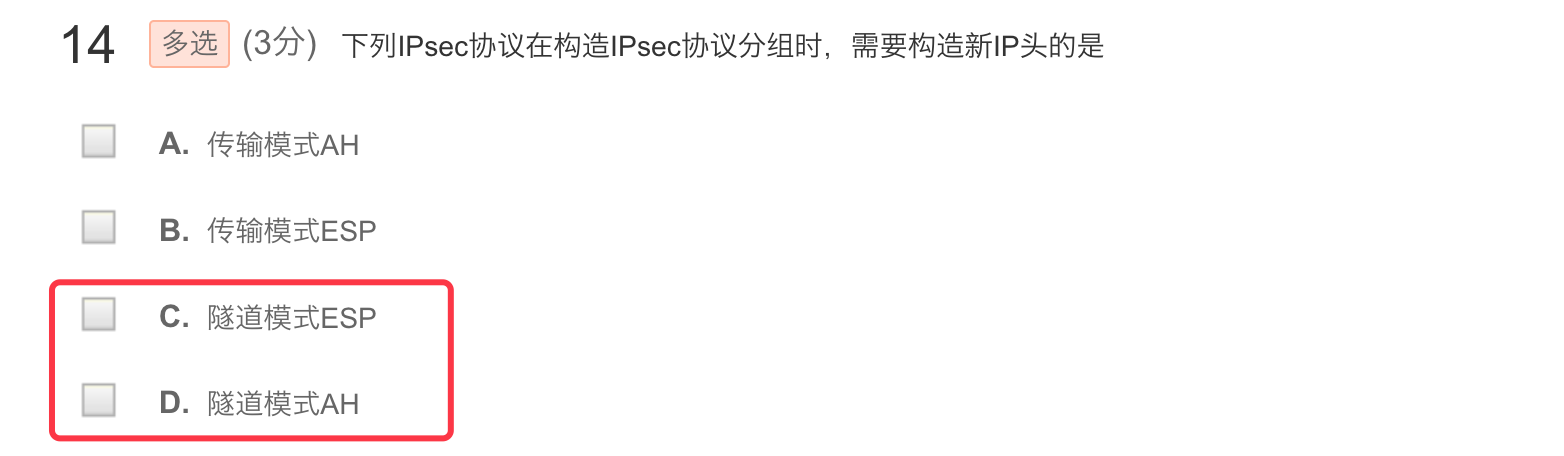 14 多选 (3分) 下列IPsec协议在构造IPsec协议分组时，需要构造新IP头的是
A. 传输模式AH
B. 传输模式ESP
C. 隧道模式ESP
D. 隧道模式AH